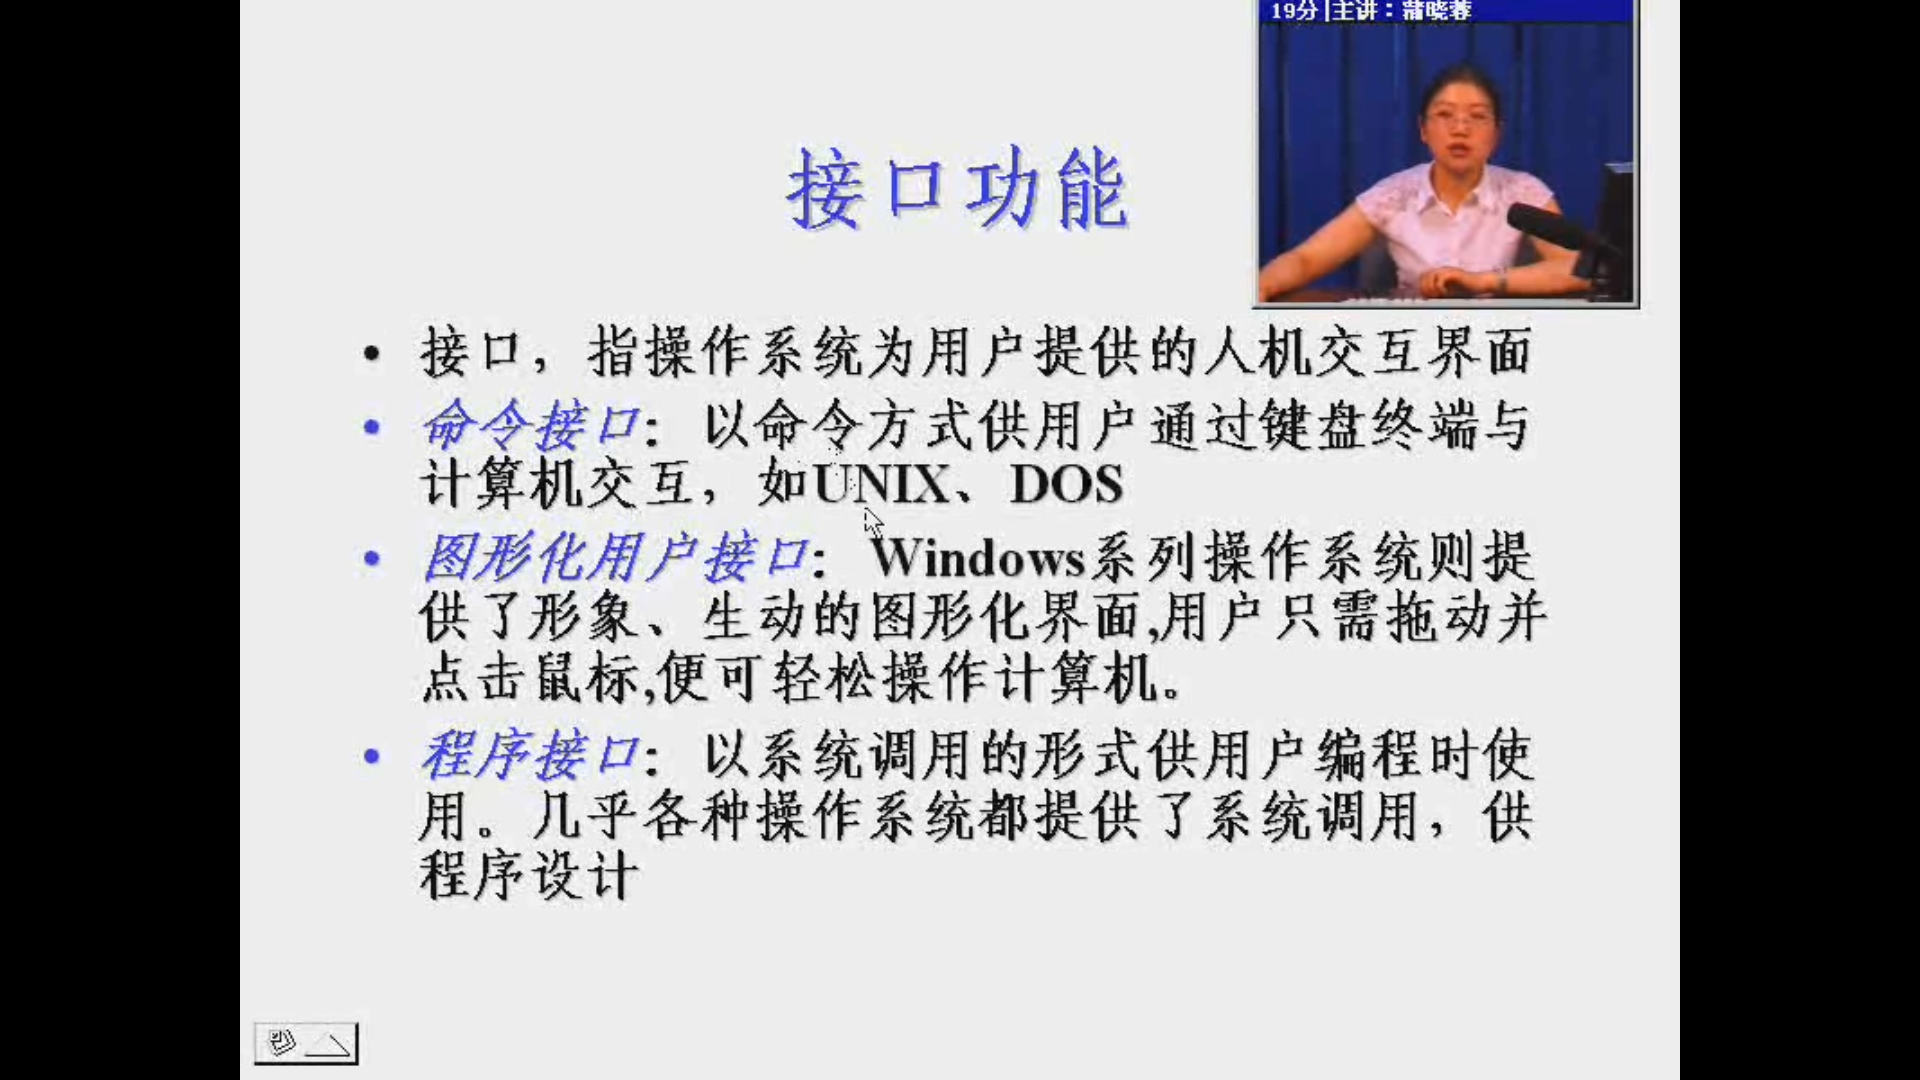 19分|主讲：蒲晓蓉
接口功能
• 接口，指操作系统为用户提供的人机交互界面
• 命令接口：以命令方式供用户通过键盘终端与
计算机交互，如UNIX、DOS
• 图形化用户接口：Windows系列操作系统则提
供了形象、生动的图形化界面,用户只需拖动并
点击鼠标,便可轻松操作计算机。
• 程序接口：以系统调用的形式供用户编程时使
用。几乎各种操作系统都提供了系统调用，供
程序设计